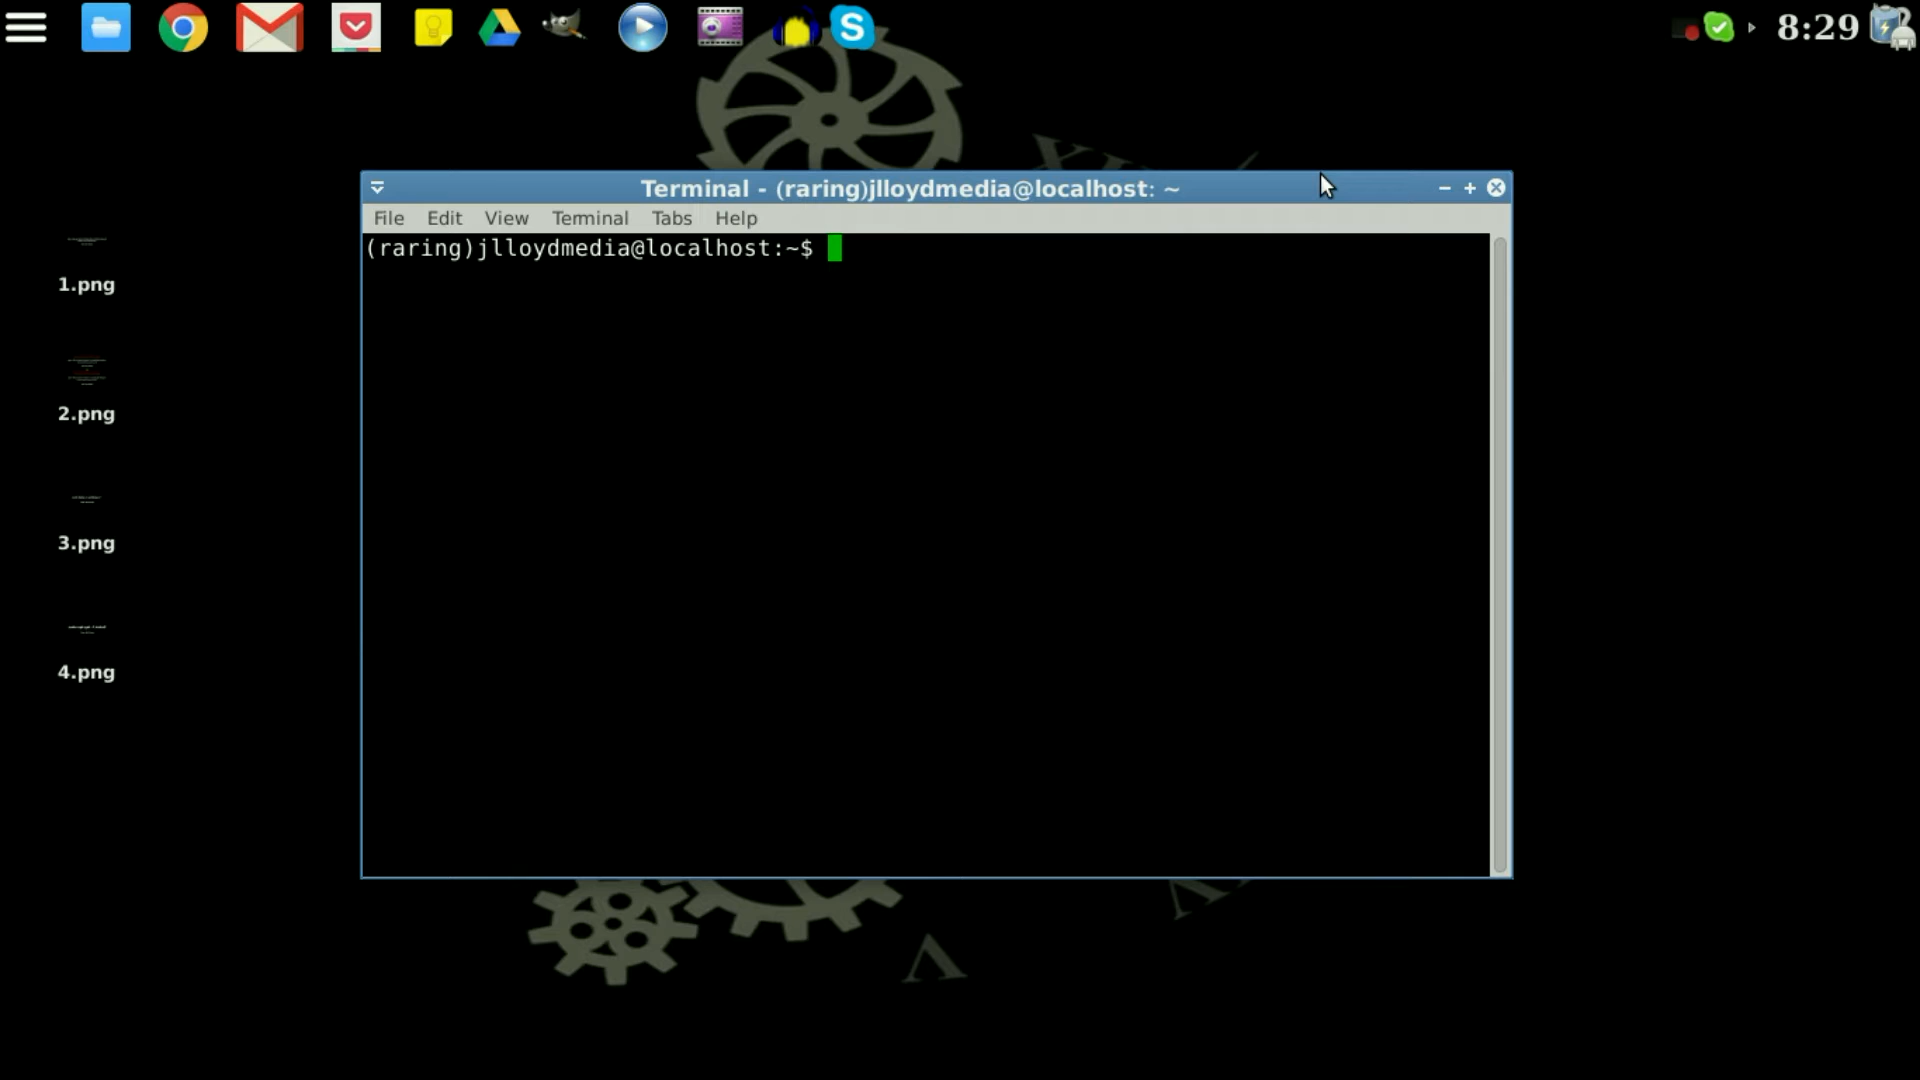 8:29
Terminal - (raring)jlloydmedia@localhost: ~
File Edit View Terminal Tabs Help
(raring)jlloydmedia@localhost:~$
1.png
2.png
3.png
4.png
XII
V